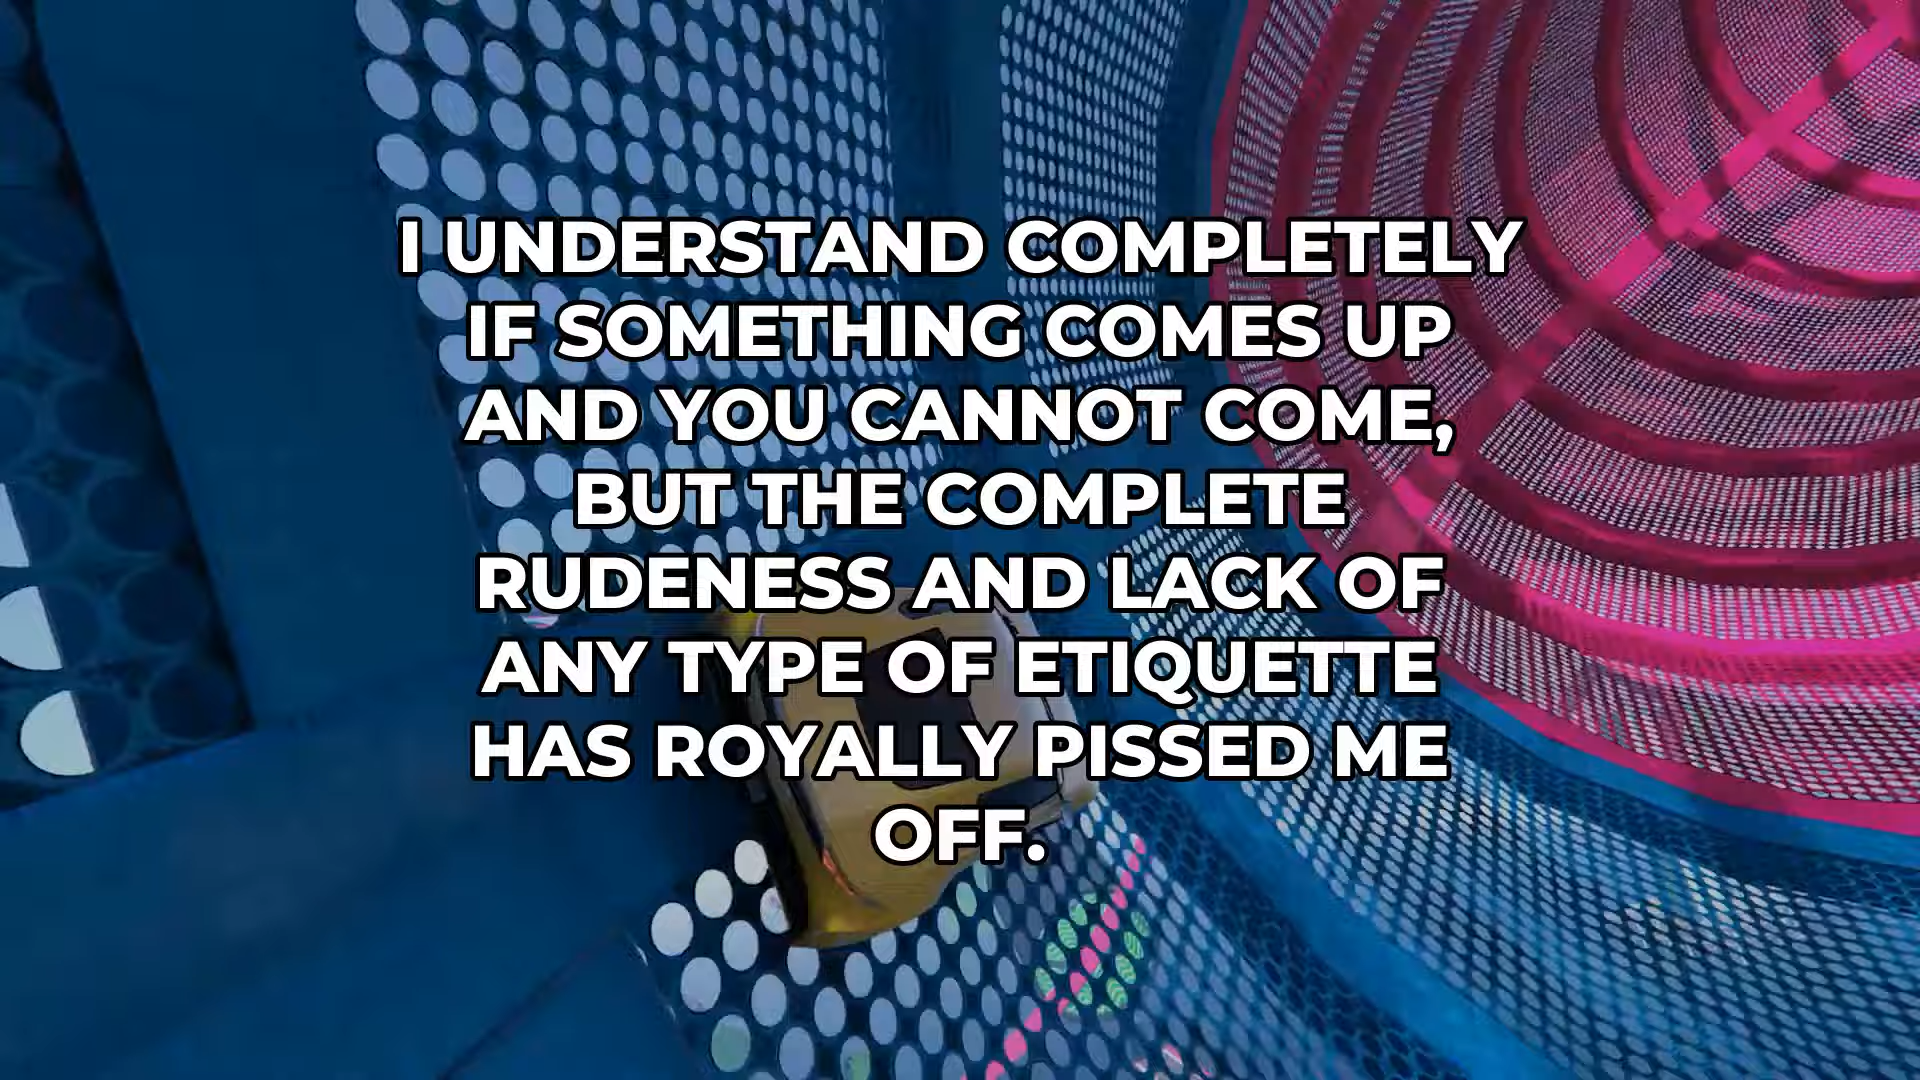 I UNDERSTAND COMPLETELY
IF SOMETHING COMES UP
AND YOU CANNOT COME,
BUT THE COMPLETE
RUDENESS AND LACK OF
ANY TYPE OF ETIQUETTE
HAS ROYALLY PISSED ME
OFF.